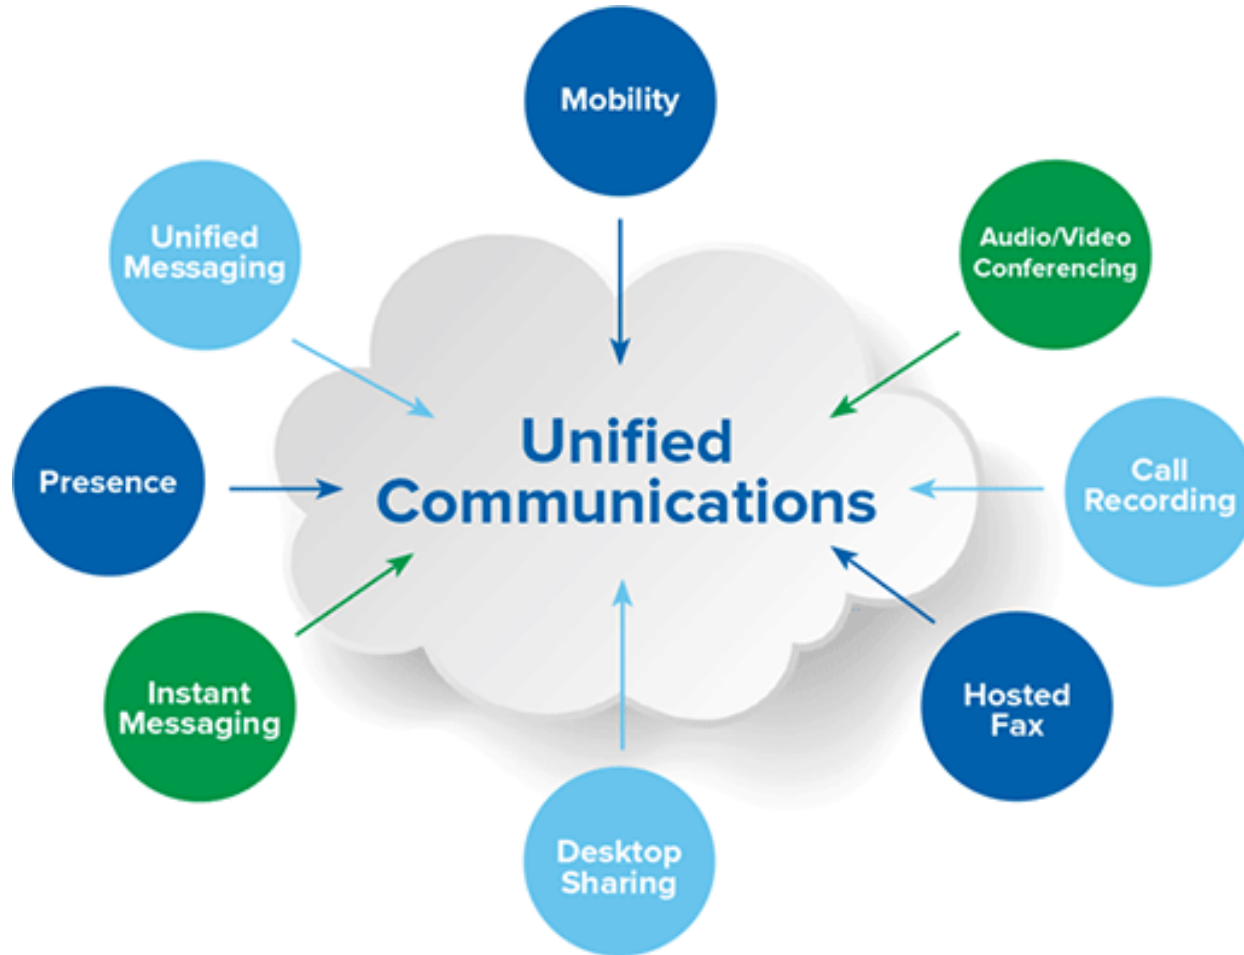 Mobility
Unified
Messaging
Audio/Video
Conferencing
Presence
Unified
Communications
Call
Recording
Instant
Messaging
Hosted
Fax
Desktop
Sharing